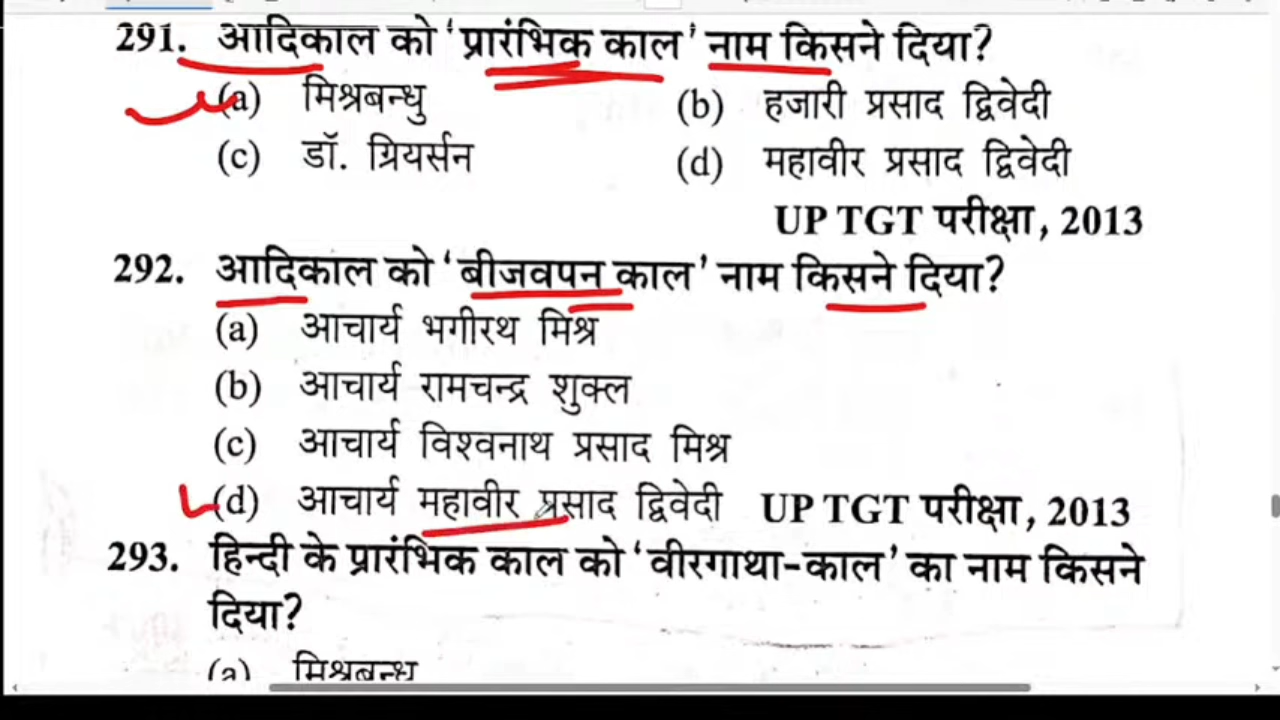 291. आदिकाल को ‘प्रारंभिक काल’ नाम किसने दिया?
(a) मिश्रबन्धु (b) हजारी प्रसाद द्विवेदी
(c) डॉ. ग्रियर्सन (d) महावीर प्रसाद द्विवेदी
UP TGT परीक्षा, 2013
292. आदिकाल को ‘बीजवपन काल’ नाम किसने दिया?
(a) आचार्य भगीरथ मिश्र
(b) आचार्य रामचन्द्र शुक्ल
(c) आचार्य विश्वनाथ प्रसाद मिश्र
(d) आचार्य महावीर प्रसाद द्विवेदी UP TGT परीक्षा, 2013
293. हिन्दी के प्रारंभिक काल को ‘वीरगाथा-काल’ का नाम किसने
दिया?
(a) मिश्रबन्धु